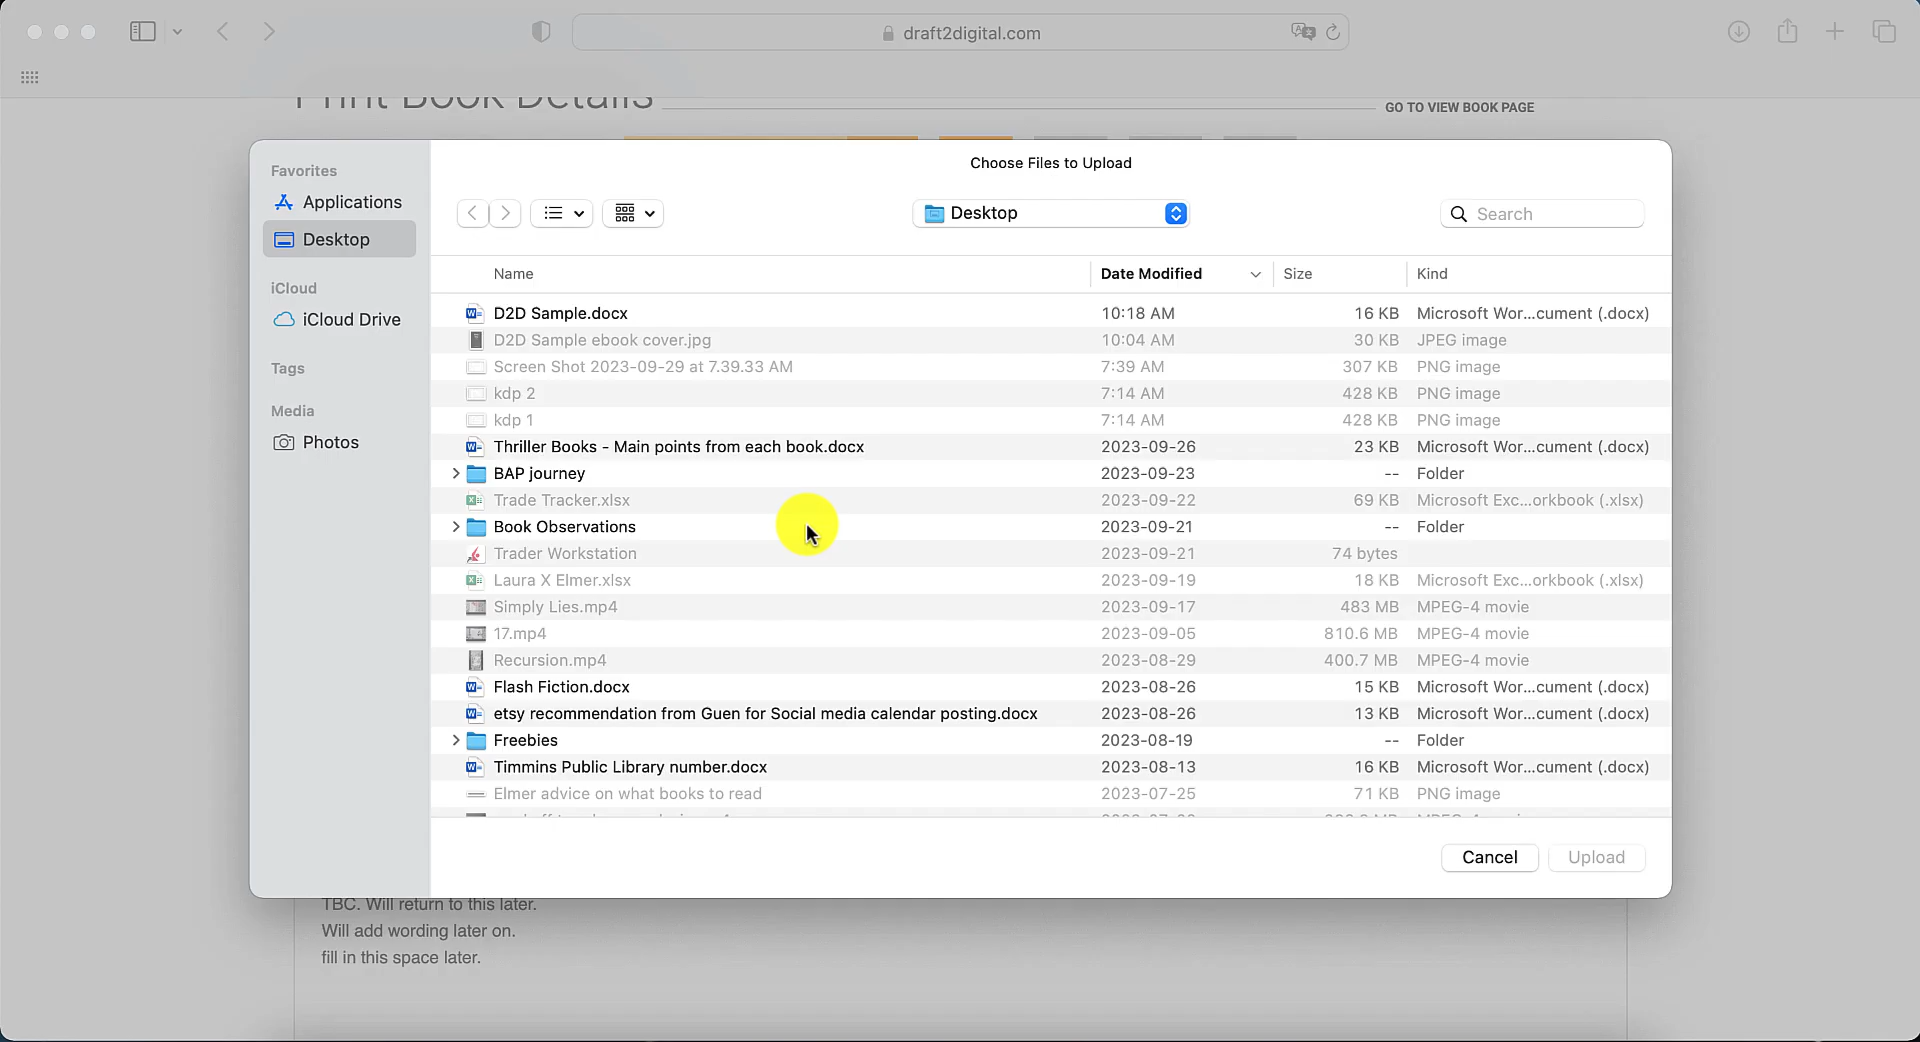 draft2digital.com
Print Book Details
GO TO VIEW BOOK PAGE
Choose Files to Upload
Favorites
Applications
Desktop
iCloud
iCloud Drive
Tags
Media
Photos
Desktop
Search
Name Date Modified Size Kind
D2D Sample.docx 10:18 AM 16 KB Microsoft Wor...cument (.docx)
D2D Sample ebook cover.jpg 10:04 AM 30 KB JPEG image
Screen Shot 2023-09-29 at 7.39.33 AM 7:39 AM 307 KB PNG image
kdp 2 7:14 AM 428 KB PNG image
kdp 1 7:14 AM 428 KB PNG image
Thriller Books - Main points from each book.docx 2023-09-26 23 KB Microsoft Wor...cument (.docx)
BAP journey 2023-09-23 -- Folder
Trade Tracker.xlsx 2023-09-22 69 KB Microsoft Exc...orkbook (.xlsx)
Book Observations 2023-09-21 -- Folder
Trader Workstation 2023-09-21 74 bytes
Laura X Elmer.xlsx 2023-09-19 18 KB Microsoft Exc...orkbook (.xlsx)
Simply Lies.mp4 2023-09-17 483 MB MPEG-4 movie
17.mp4 2023-09-05 810.6 MB MPEG-4 movie
Recursion.mp4 2023-08-29 400.7 MB MPEG-4 movie
Flash Fiction.docx 2023-08-26 15 KB Microsoft Wor...cument (.docx)
etsy recommendation from Guen for Social media calendar posting.docx 2023-08-26 13 KB Microsoft Wor...cument (.docx)
Freebies 2023-08-19 -- Folder
Timmins Public Library number.docx 2023-08-13 16 KB Microsoft Wor...cument (.docx)
Elmer advice on what books to read 2023-07-25 71 KB PNG image
Cancel Upload
TBC. Will return to this later.
Will add wording later on.
fill in this space later.